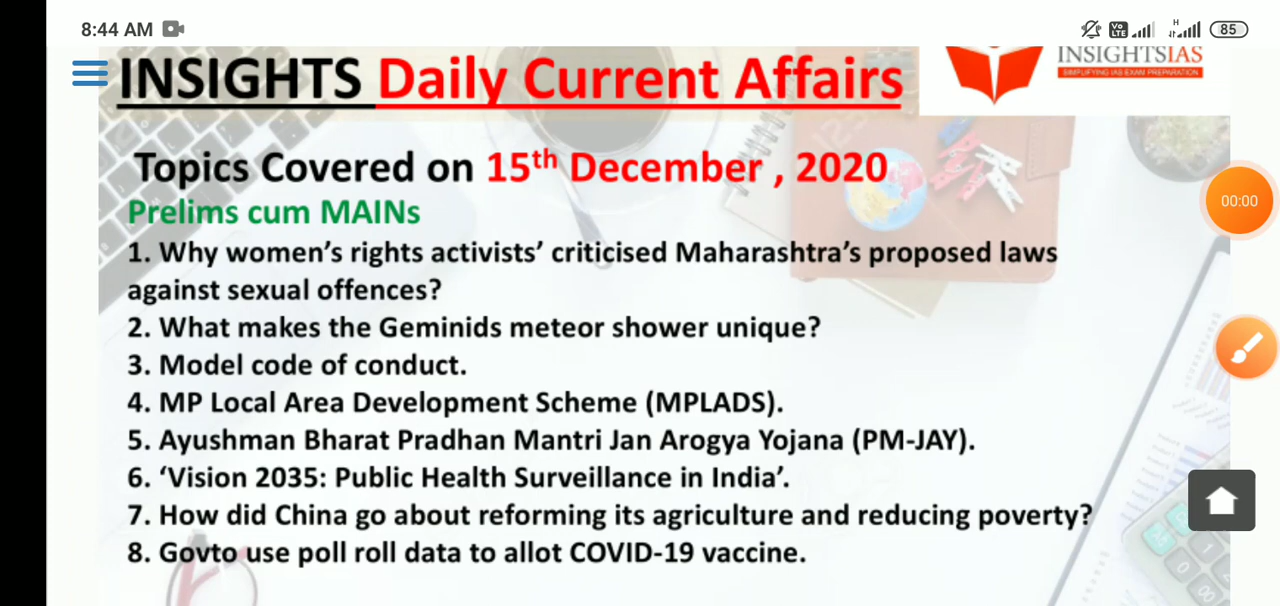 8:44 AM
Vo
LTE
H
85
INSIGHTS Daily Current Affairs
INSIGHTSIAS
SIMPLIFYING IAS EXAM PREPARATION
Topics Covered on 15th December , 2020
Prelims cum MAINs
00:00
1. Why women's rights activists' criticised Maharashtra's proposed laws
against sexual offences?
2. What makes the Geminids meteor shower unique?
3. Model code of conduct.
4. MP Local Area Development Scheme (MPLADS).
5. Ayushman Bharat Pradhan Mantri Jan Arogya Yojana (PM-JAY).
6. ‘Vision 2035: Public Health Surveillance in India’.
7. How did China go about reforming its agriculture and reducing poverty?
8. Govto use poll roll data to allot COVID-19 vaccine.